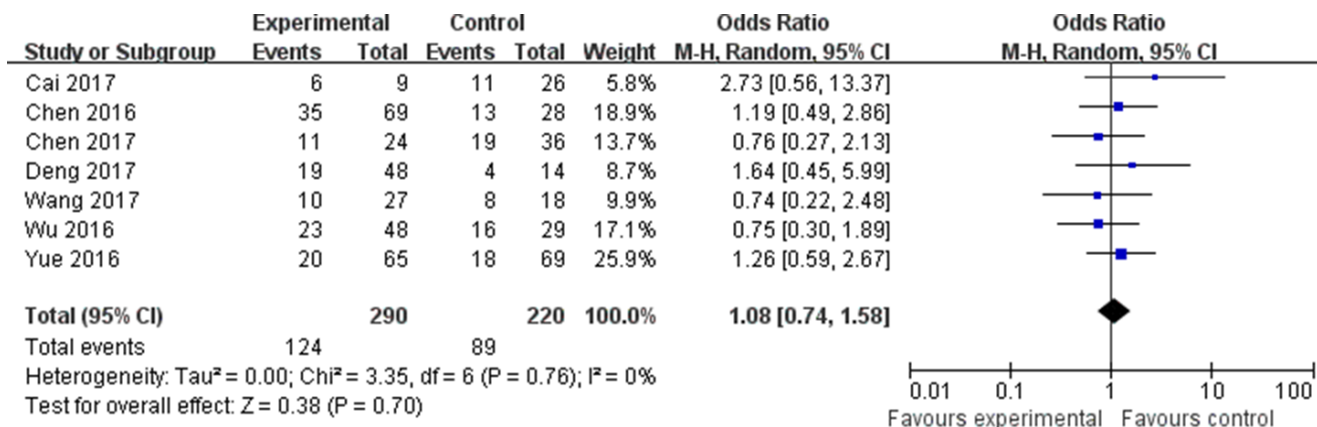 Experimental Control Odds Ratio Odds Ratio
Study or Subgroup Events Total Events Total Weight M-H, Random, 95% CI M-H, Random, 95% CI
Cai 2017 6 9 11 26 5.8% 2.73 [0.56, 13.37]
Chen 2016 35 69 13 28 18.9% 1.19 [0.49, 2.86]
Chen 2017 11 24 19 36 13.7% 0.76 [0.27, 2.13]
Deng 2017 19 48 4 14 8.7% 1.64 [0.45, 5.99]
Wang 2017 10 27 8 18 9.9% 0.74 [0.22, 2.48]
Wu 2016 23 48 16 29 17.1% 0.75 [0.30, 1.89]
Yue 2016 20 65 18 69 25.9% 1.26 [0.59, 2.67]
Total (95% CI) 290 220 100.0% 1.08 [0.74, 1.58]
Total events 124 89
Heterogeneity: Tau² = 0.00; Chi² = 3.35, df = 6 (P = 0.76); I² = 0%
Test for overall effect: Z = 0.38 (P = 0.70)
0.01 0.1 1 10 100
Favours experimental Favours control